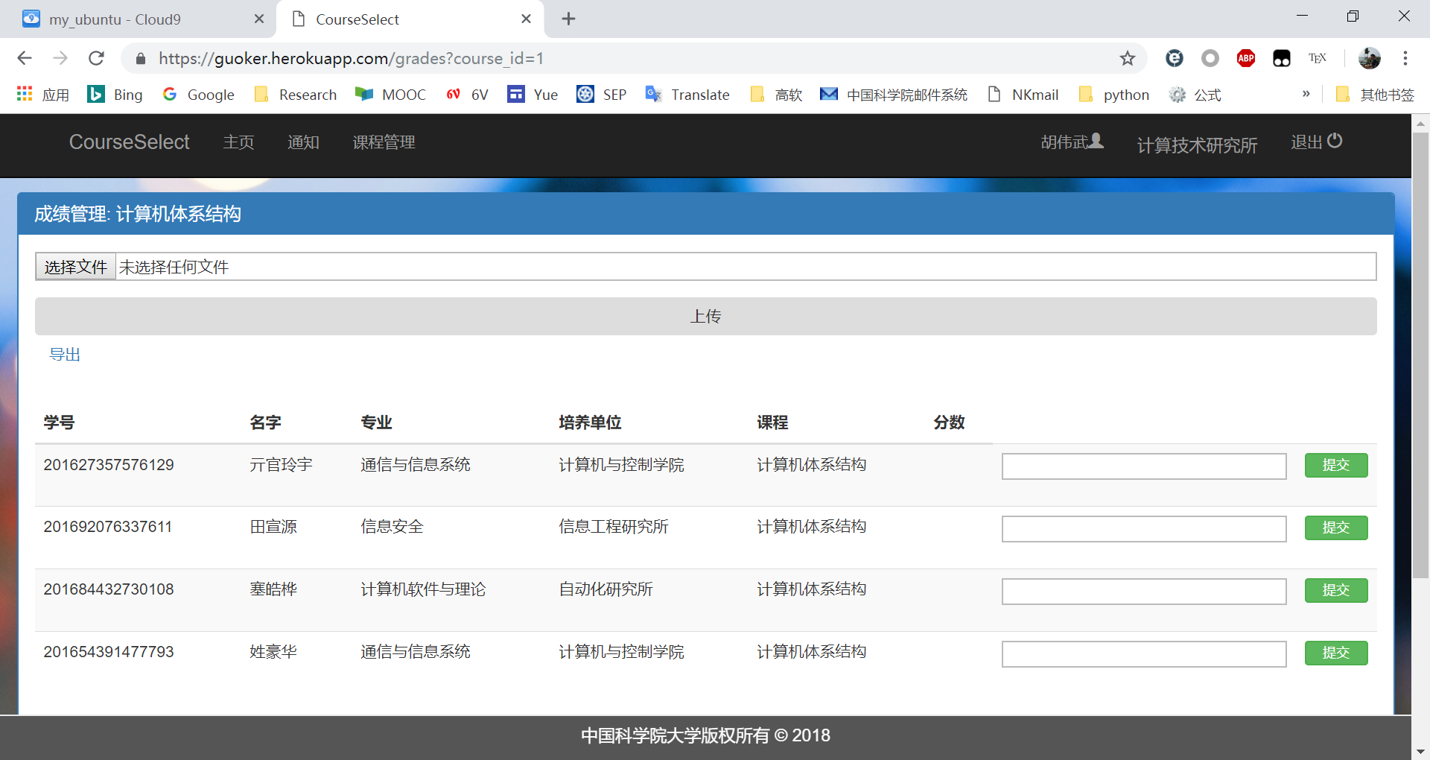 my_ubuntu - Cloud9
CourseSelect
https://guoker.herokuapp.com/grades?course_id=1
ABP TEX
应用 Bing Google Research MOOC 6V 6V Yue SEP Translate 高软 中国科学院邮件系统 NKmail python 公式 » 其他书签
CourseSelect 主页 通知 课程管理 胡伟武 计算技术研究所 退出
成绩管理: 计算机体系结构
选择文件 未选择任何文件
上传
导出
学号 名字 专业 培养单位 课程 分数
201627357576129 亓官玲宇 通信与信息系统 计算机与控制学院 计算机体系结构 提交
201692076337611 田宣源 信息安全 信息工程研究所 计算机体系结构 提交
201684432730108 塞皓桦 计算机软件与理论 自动化研究所 计算机体系结构 提交
201654391477793 姓豪华 通信与信息系统 计算机与控制学院 计算机体系结构 提交
中国科学院大学版权所有 © 2018